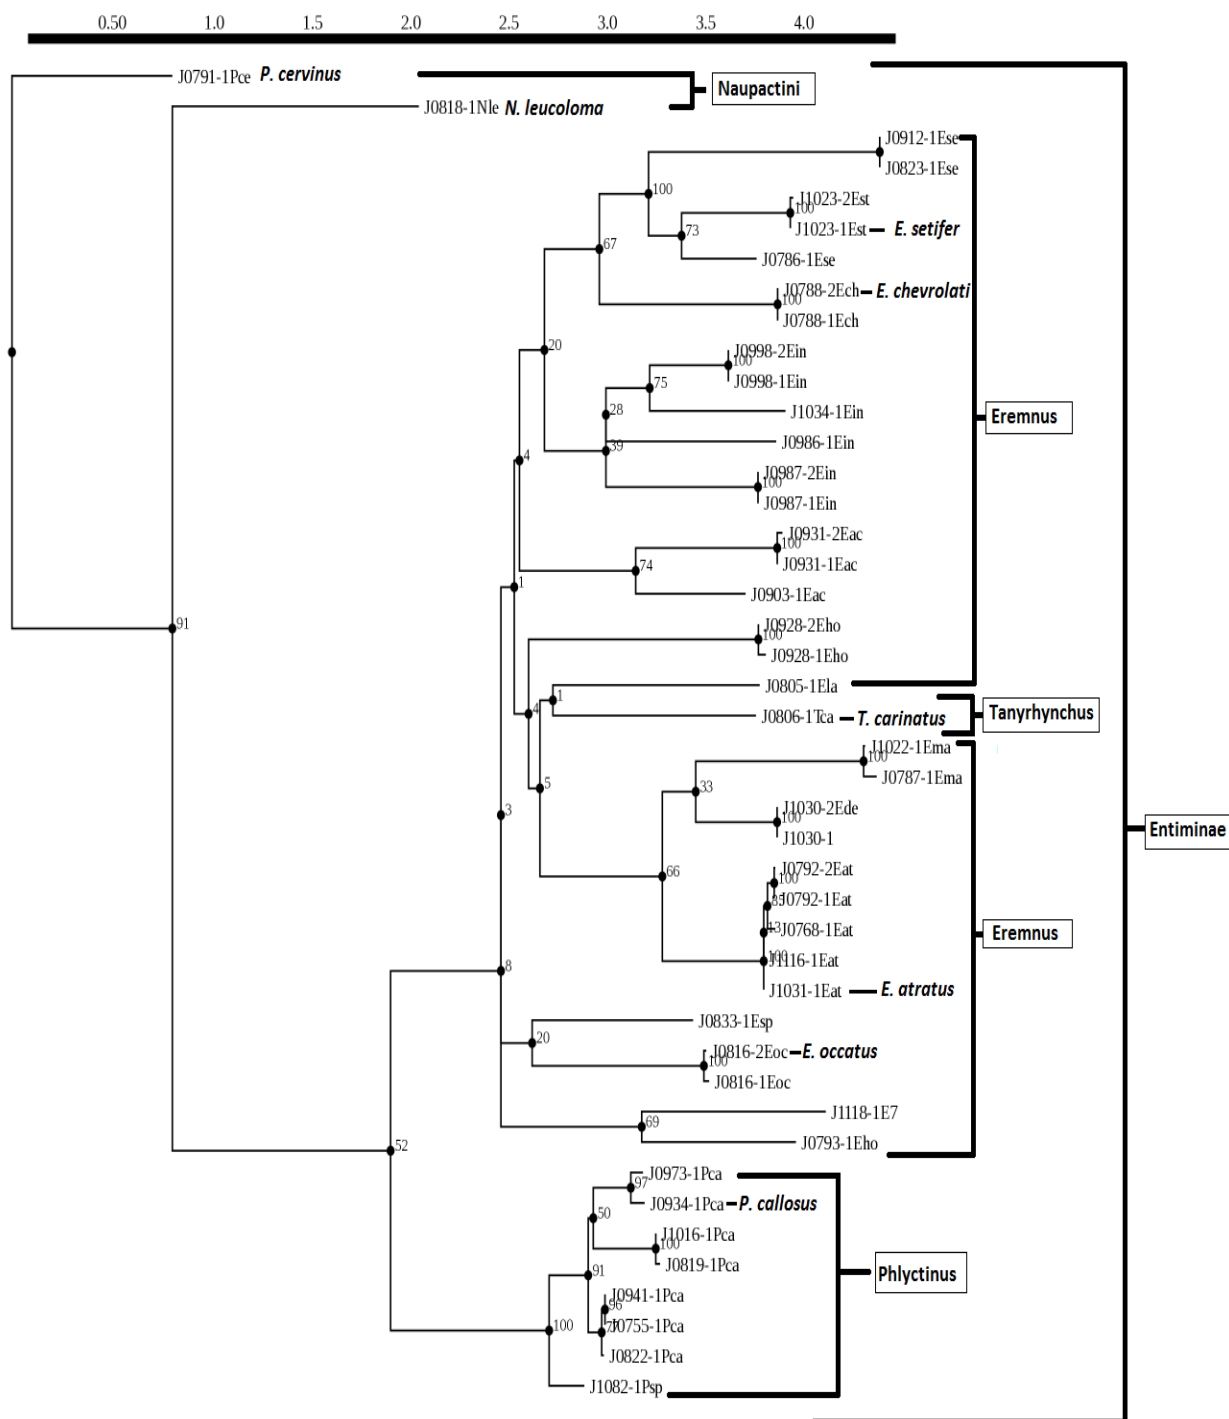 0.50 1.0 1.5 2.0 2.5 3.0 3.5 4.0
J0791-1Pce P. cervinus
Naupactini
J0818-1Nle N. leucoloma
J0912-1Ese
J0823-1Ese
100
J1023-2Est
100
J1023-1Est E. setifer
73
67
J0786-1Ese
J0788-2Ech E. chevrolati
100
J0788-1Ech
20
J0998-2Ein
100
J0998-1Ein
75
28
J1034-1Ein
Eremnus
J0986-1Ein
39
4
J0987-2Ein
100
J0987-1Ein
J0931-2Eac
100
J0931-1Eac
74
1
J0903-1Eac
J0928-2Eho
100
91
J0928-1Eho
J0805-1Ela
1
4
J0806-1Tca T. carinatus
Tanyrhynchus
J1022-1Ema
100
J0787-1Ema
5
33
J1030-2Ede
3
100
J1030-1
Entiminae
J0792-2Eat
66
100
J0792-1Eat
J0768-1Eat
13
Eremnus
J1116-1Eat
100
8
J1031-1Eat E. atratus
J0833-1Esp
20
J0816-2Eoc E. occatus
100
J0816-1Eoc
J1118-1E7
69
J0793-1Eho
52
J0973-1Pca
97
J0934-1Pca P. callosus
50
J1016-1Pca
100
J0819-1Pca
91
Phlyctinus
J0941-1Pca
96
J0755-1Pca
100
J0822-1Pca
J1082-1Psp